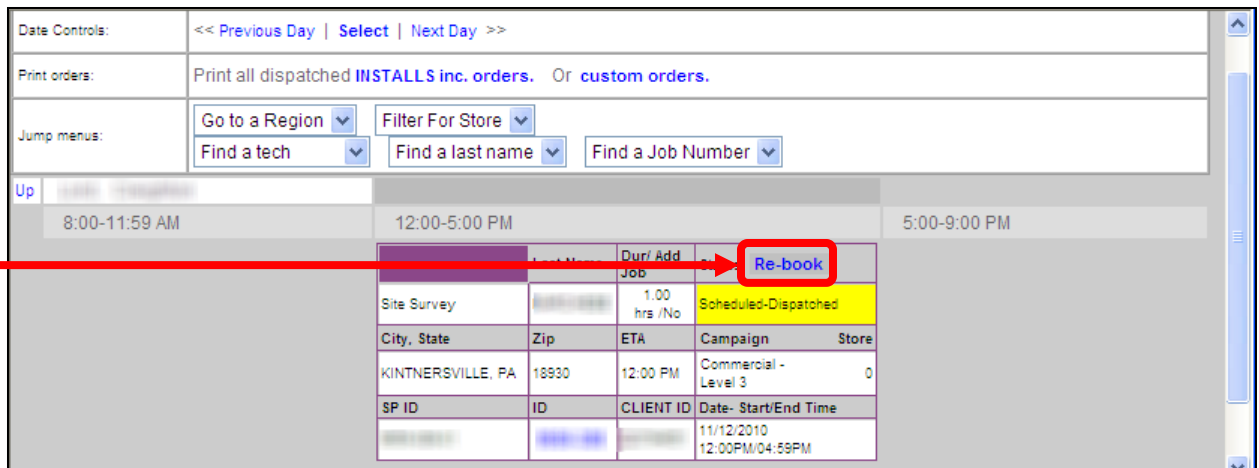 Date Controls: << Previous Day | Select | Next Day >>
Print orders: Print all dispatched INSTALLS inc. orders. Or custom orders.
Jump menus: Go to a Region Filter For Store
Find a tech Find a last name Find a Job Number
Up
8:00-11:59 AM 12:00-5:00 PM 5:00-9:00 PM
Dur/ Add Job Re-book
Site Survey 1.00 hrs /No Scheduled-Dispatched
City, State Zip ETA Campaign Store
KINTNERSVILLE, PA 18930 12:00 PM Commercial - Level 3 0
SP ID ID CLIENT ID Date- Start/End Time
11/12/2010
12:00PM/04:59PM